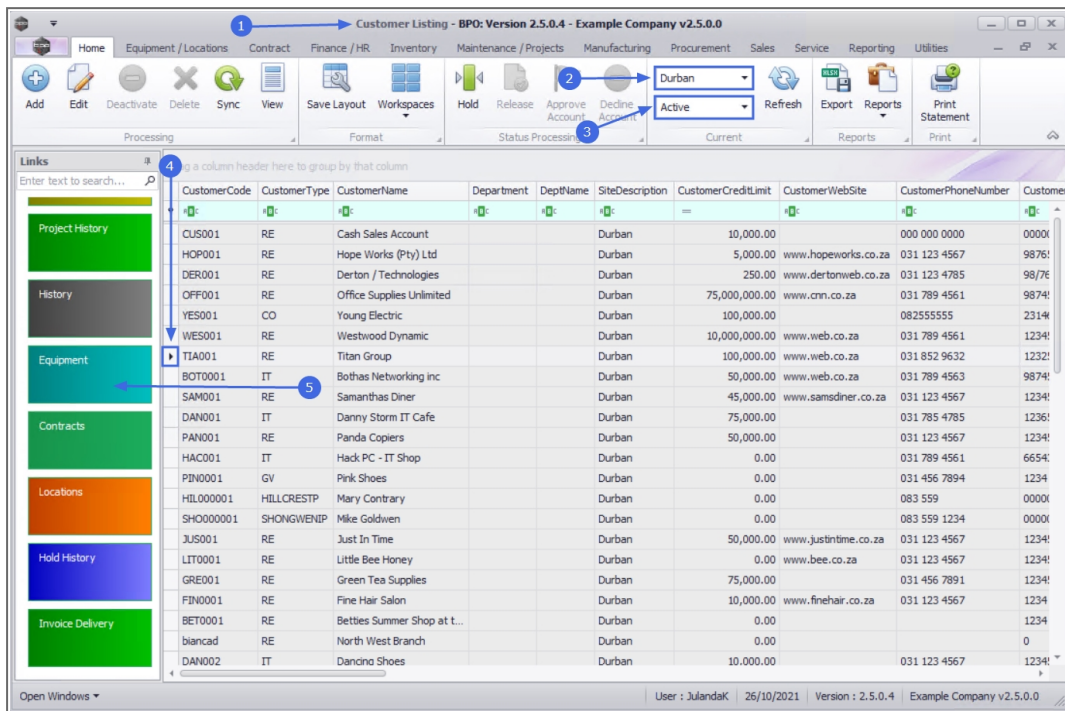 1
Customer Listing - BPO: Version 2.5.0.4 - Example Company v2.5.0.0
Home Equipment / Locations Contract Finance / HR Inventory Maintenance / Projects Manufacturing Procurement Sales Service Reporting Utilities
Add Edit Deactivate Delete Sync View Save Layout Workspaces Hold Release Approve Account Decline Account
2 Durban
3 Active
Refresh Export Reports Print Statement
Processing Format Status Processing Current Reports Print
Links
Enter text to search...
4
a column header here to group by that column
CustomerCode CustomerType CustomerName Department DeptName SiteDescription CustomerCreditLimit CustomerWebSite CustomerPhoneNumber Customer
CUS001 RE Cash Sales Account Durban 10,000.00 000 000 0000
HOP001 RE Hope Works (Pty) Ltd Durban 5,000.00 www.hopeworks.co.za 031 123 4567
DER001 RE Derton / Technologies Durban 250.00 www.dertonweb.co.za 031 123 4785 98/76
OFF001 RE Office Supplies Unlimited Durban 75,000,000.00 www.cnn.co.za 031 789 4561
YES001 CO Young Electric Durban 100,000.00 082555555
WES001 RE Westwood Dynamic Durban 10,000,000.00 www.web.co.za 031 789 4561
TIA001 RE Titan Group Durban 100,000.00 www.web.co.za 031 852 9632
BOT0001 IT Bothas Networking inc Durban 50,000.00 www.web.co.za 031 789 4563
SAM001 RE Samanthas Diner Durban 45,000.00 www.samsdiner.co.za 031 123 4567
DAN001 IT Danny Storm IT Cafe Durban 75,000.00 031 785 4785
PAN001 RE Panda Copiers Durban 50,000.00 031 123 4567
HAC001 IT Hack PC - IT Shop Durban 0.00 031 789 4561
PIN0001 GV Pink Shoes Durban 0.00 031 456 7894 1234
HIL000001 HILLCRESTP Mary Contrary Durban 0.00 083 559
SHO000001 SHONGWENIP Mike Goldwen Durban 0.00 083 559 1234
JUS001 RE Just In Time Durban 50,000.00 www.justintime.co.za 031 123 4567
LIT0001 RE Little Bee Honey Durban 0.00 www.bee.co.za 031 123 4567
GRE001 RE Green Tea Supplies Durban 75,000.00 031 456 7891
FIN0001 RE Fine Hair Salon Durban 10,000.00 www.finehair.co.za 031 123 4567 1234
BET0001 RE Betties Summer Shop at t... Durban 0.00 1234
biancad RE North West Branch Durban 0.00 0
DAN002 IT Dancing Shoes Durban 10.000.00 031 123 4567
Project History
History
Equipment
5
Contracts
Locations
Hold History
Invoice Delivery
Open Windows User : JulandaK 26/10/2021 Version : 2.5.0.4 Example Company v2.5.0.0